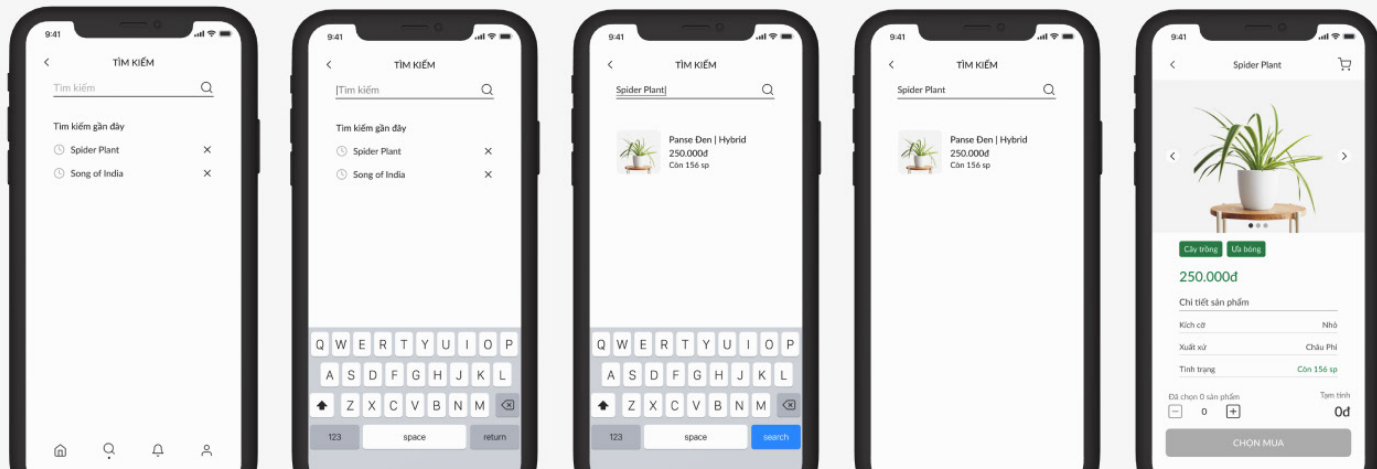 9:41
TÌM KIẾM
Tìm kiếm
Tìm kiếm gần đây
Spider Plant
Song of India
9:41
TÌM KIẾM
Tìm kiếm
Tìm kiếm gần đây
Spider Plant
Song of India
Q W E R T Y U I O P
A S D F G H J K L
Z X C V B N M
123 space return
9:41
TÌM KIẾM
Spider Plant
Panse Đen | Hybrid
250.000đ
Còn 156 sp
Q W E R T Y U I O P
A S D F G H J K L
Z X C V B N M
123 space search
9:41
TÌM KIẾM
Spider Plant
Panse Đen | Hybrid
250.000đ
Còn 156 sp
9:41
Spider Plant
Cây trồng Ưa bóng
250.000đ
Chi tiết sản phẩm
Kích cỡ Nhỏ
Xuất xứ Châu Phi
Tình trạng Còn 156 sp
Đã chọn 0 sản phẩm Tạm tính
0 0đ
CHỌN MUA